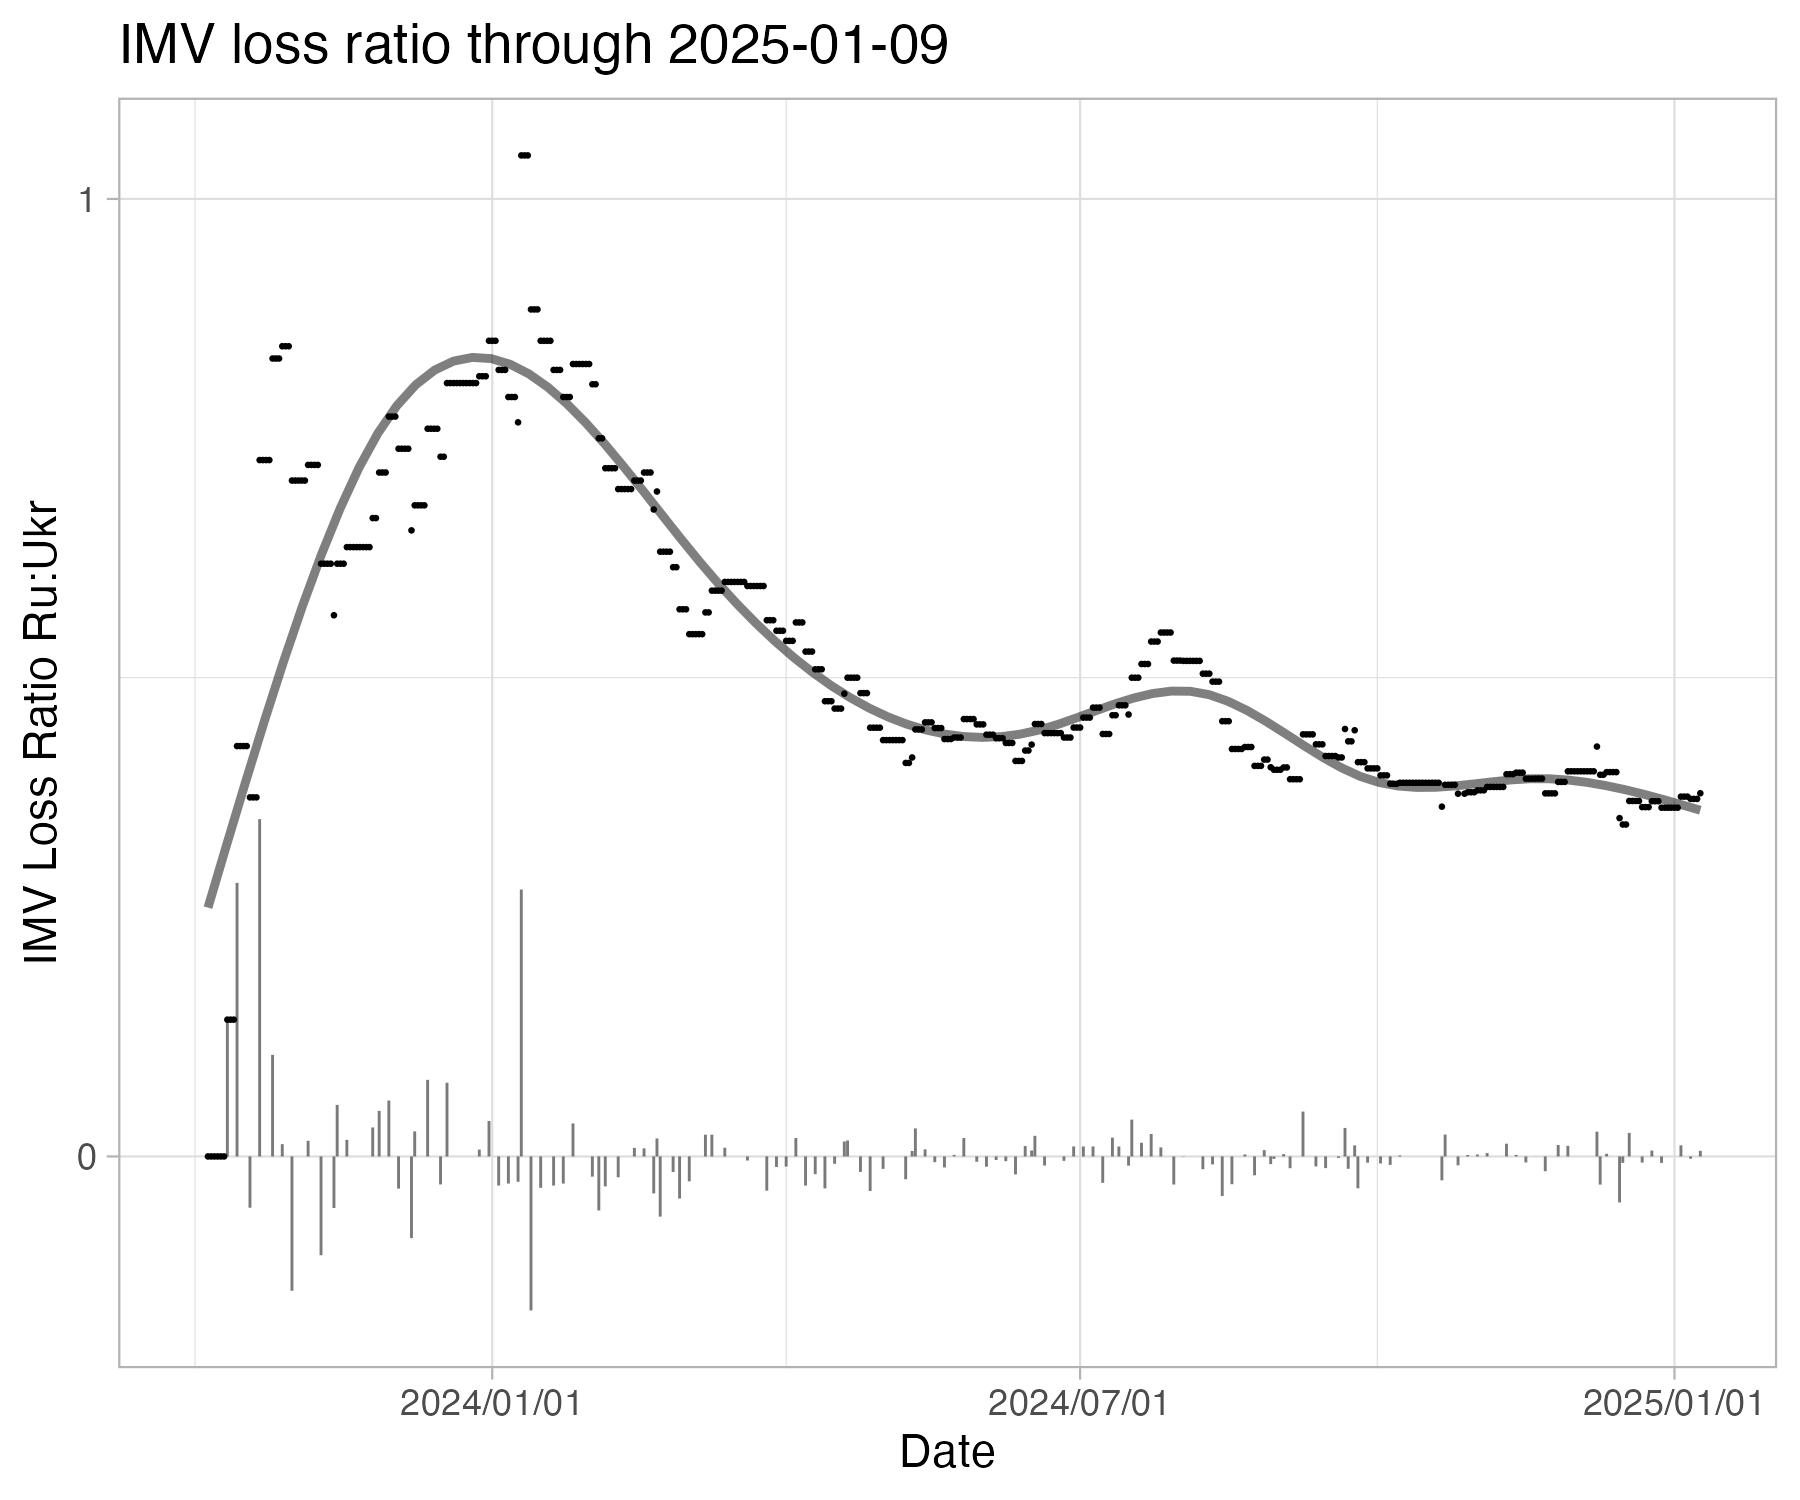 IMV loss ratio through 2025-01-09
IMV Loss Ratio Ru:Ukr
1
0
2024/01/01
2024/07/01
2025/01/01
Date